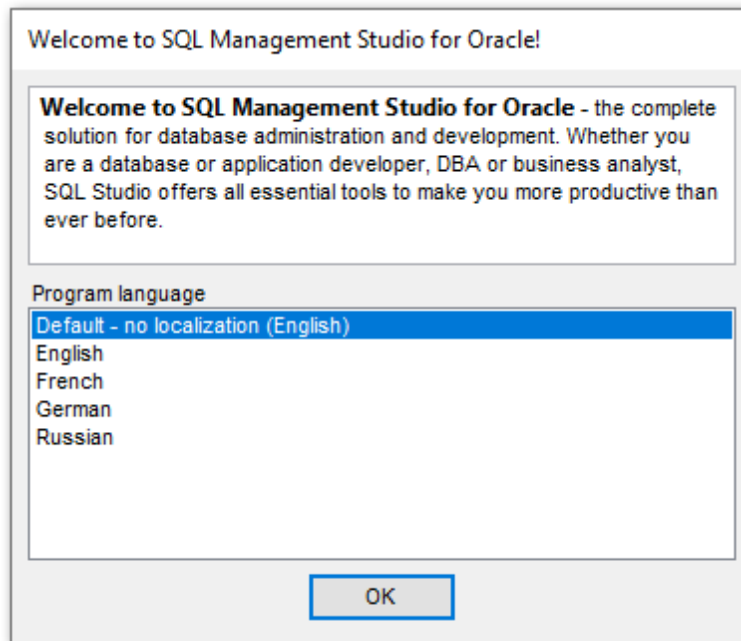 Welcome to SQL Management Studio for Oracle!
Welcome to SQL Management Studio for Oracle - the complete
solution for database administration and development. Whether you
are a database or application developer, DBA or business analyst,
SQL Studio offers all essential tools to make you more productive than
ever before.
Program language
Default - no localization (English)
English
French
German
Russian
OK